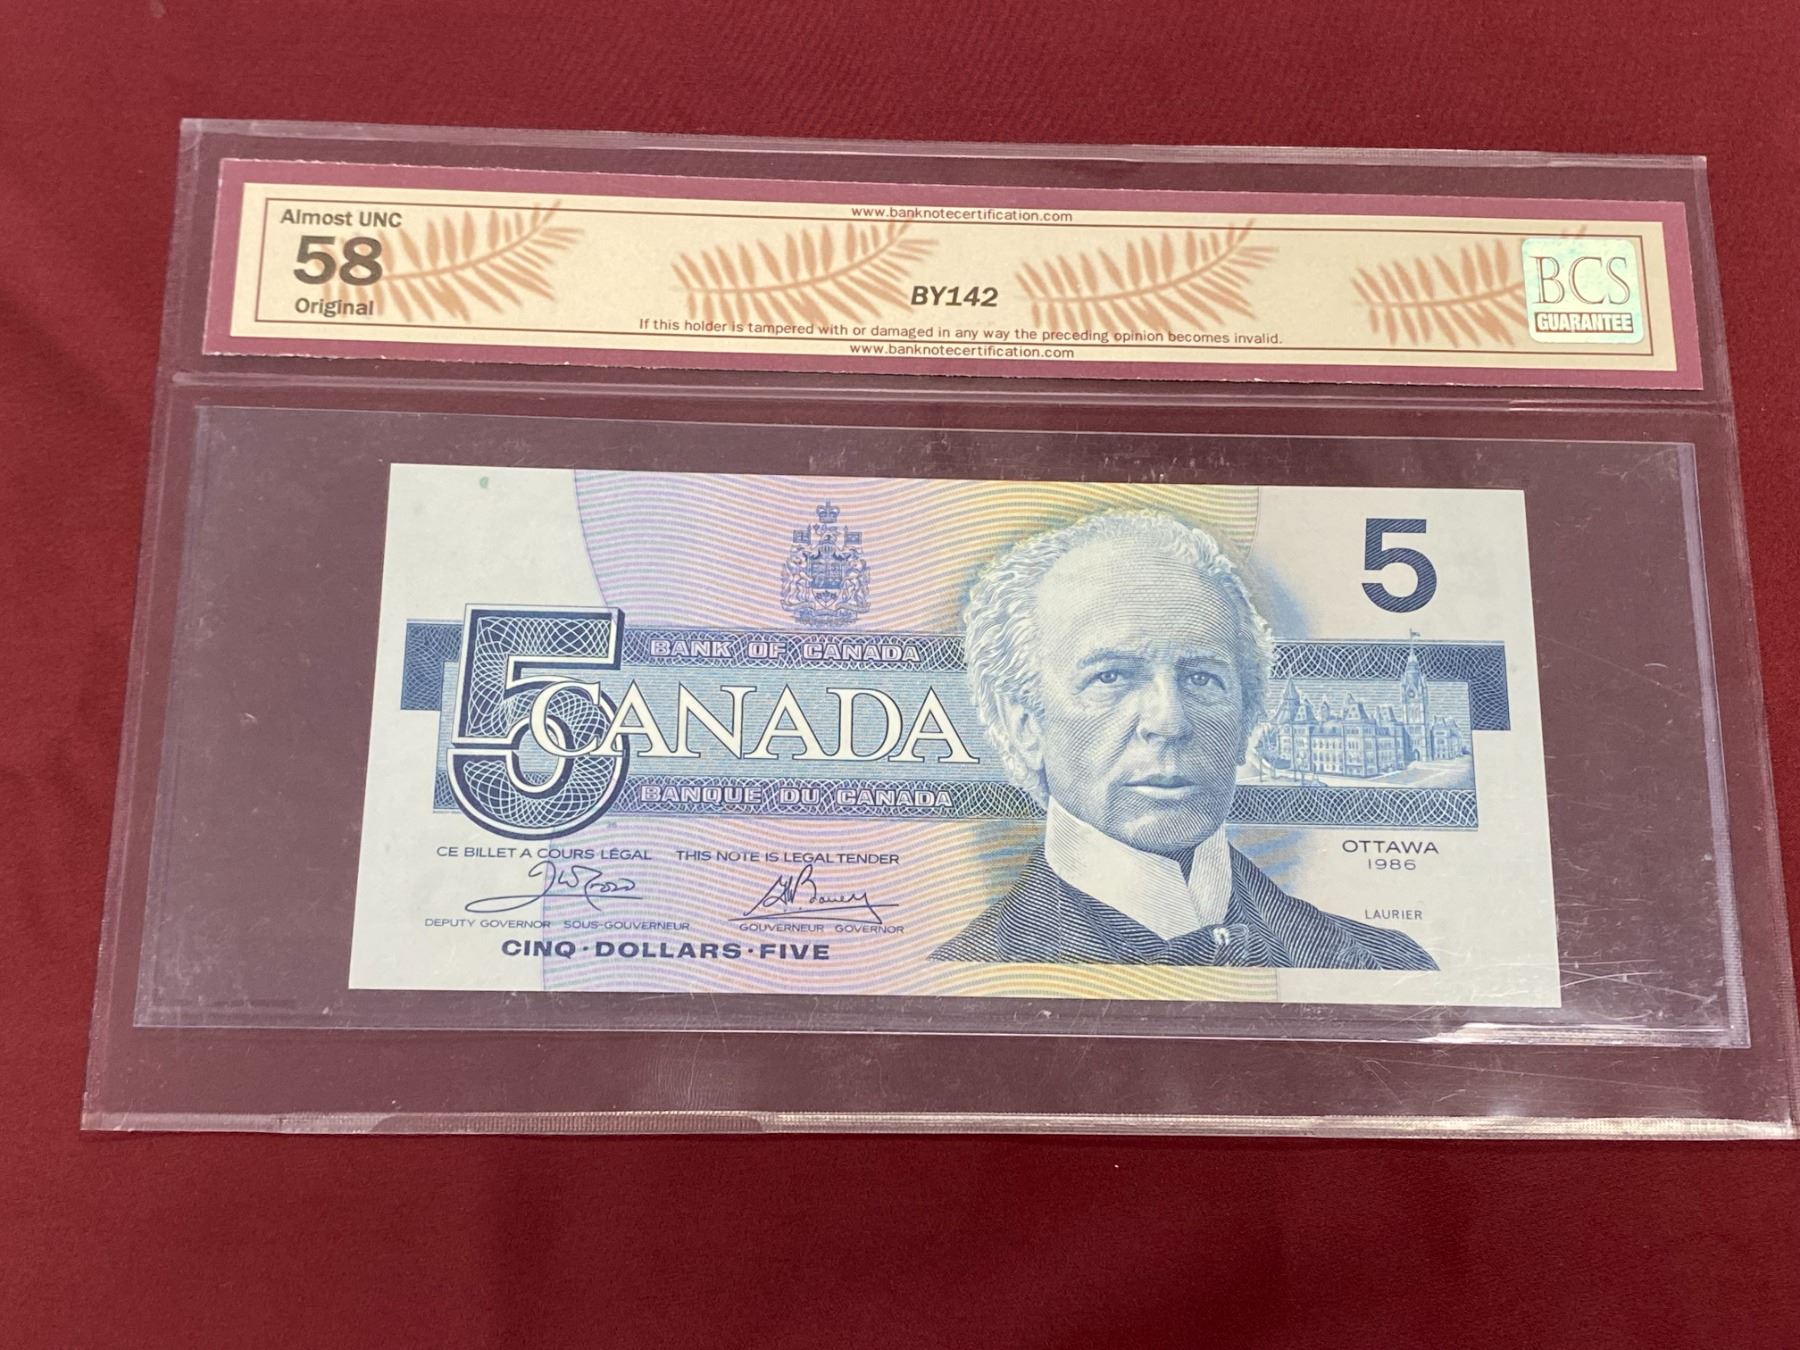 www.banknotecertification.com
Almost UNC
58
Original
BY142
BCS
GUARANTEE
If this holder is tampered with or damaged in any way the preceding opinion becomes invalid.
www.banknotecertification.com
5
BANK OF CANADA
5
CANADA
BANQUE DU CANADA
CE BILLET A COURS LÉGAL THIS NOTE IS LEGAL TENDER
OTTAWA
1986
LAURIER
DEPUTY GOVERNOR SOUS-GOUVERNEUR GOUVERNEUR GOVERNOR
CINQ·DOLLARS·FIVE